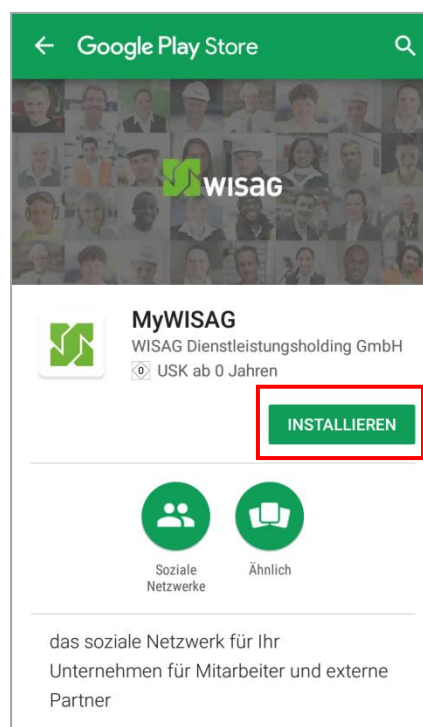 Google Play Store
WISAG
MyWISAG
WISAG Dienstleistungsholding GmbH
0 USK ab 0 Jahren
INSTALLIEREN
Soziale
Netzwerke
Ähnlich
das soziale Netzwerk für Ihr
Unternehmen für Mitarbeiter und externe
Partner